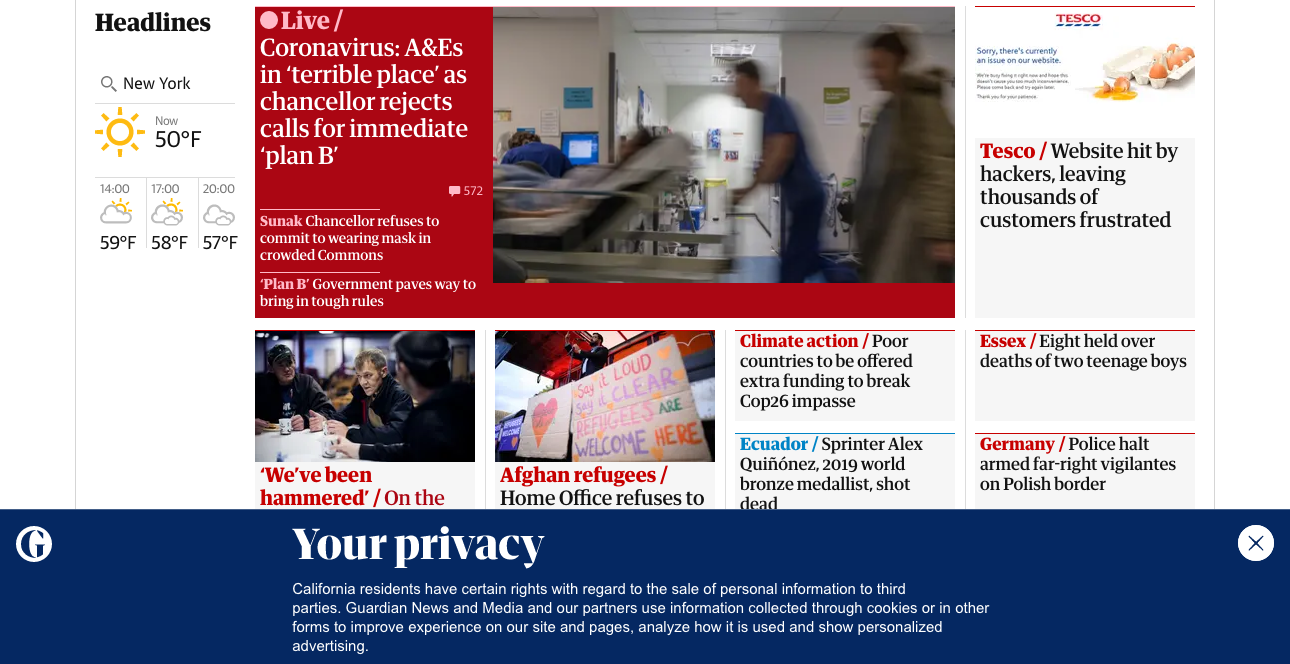 Headlines
New York
Now
50°F
14:00 17:00 20:00
59°F 58°F 57°F
Live /
Coronavirus: A&Es
in ‘terrible place’ as
chancellor rejects
calls for immediate
‘plan B’
572
Sunak Chancellor refuses to
commit to wearing mask in
crowded Commons
‘Plan B’ Government paves way to
bring in tough rules
TESCO
Sorry, there's currently
an issue on our website.
We're busy fixing it right now and hope this
doesn't cause you too much inconvenience.
Please come back and try again later.
Thank you for your patience.
Tesco / Website hit by
hackers, leaving
thousands of
customers frustrated
‘We’ve been
hammered’ / On the
say it LOUD
say it CLEAR
REFUGEES ARE
WELCOME HERE
Afghan refugees /
Home Office refuses to
Climate action / Poor
countries to be offered
extra funding to break
Cop26 impasse
Ecuador / Sprinter Alex
Quiñónez, 2019 world
bronze medallist, shot
dead
Essex / Eight held over
deaths of two teenage boys
Germany / Police halt
armed far-right vigilantes
on Polish border
Your privacy
California residents have certain rights with regard to the sale of personal information to third
parties. Guardian News and Media and our partners use information collected through cookies or in other
forms to improve experience on our site and pages, analyze how it is used and show personalized
advertising.